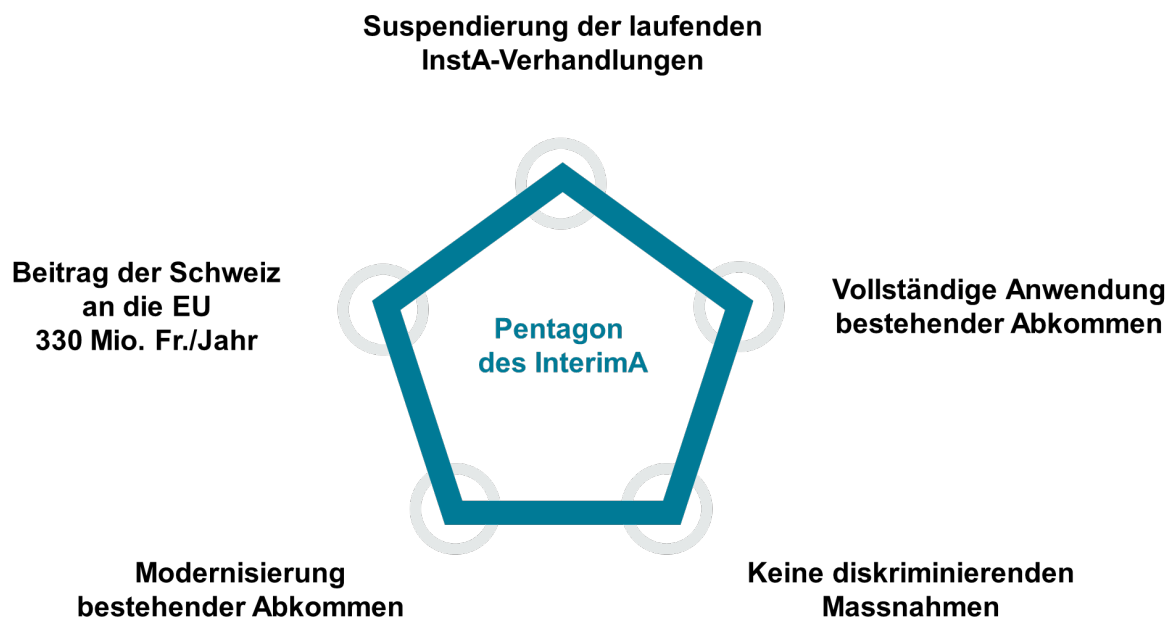 Suspendierung der laufenden
InstA-Verhandlungen
Beitrag der Schweiz
an die EU
330 Mio. Fr./Jahr
Vollständige Anwendung
bestehender Abkommen
Pentagon
des InterimA
Modernisierung
bestehender Abkommen
Keine diskriminierenden
Massnahmen